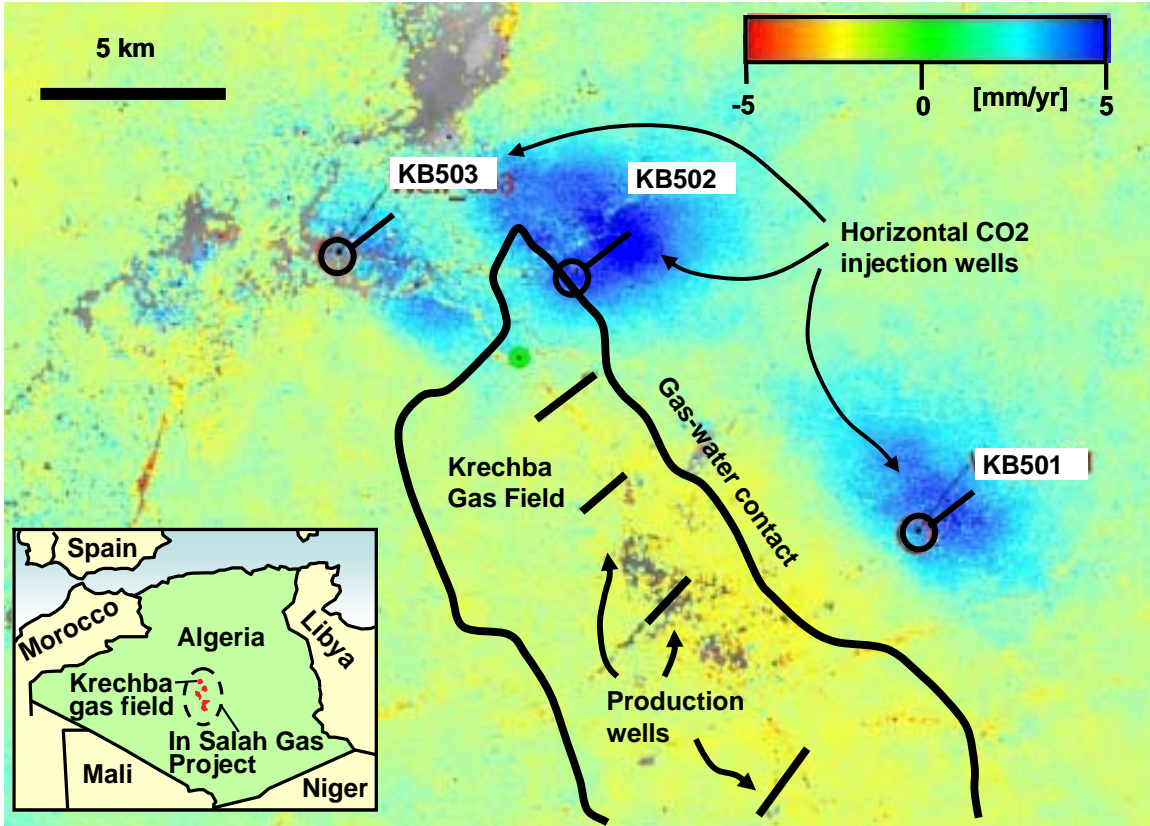 5 km
-5
0
[mm/yr]
5
KB503
KB502
Horizontal CO2
injection wells
KB501
Krechba
Gas Field
Gas-water contact
Production
wells
Spain
Morocco
Algeria
Libya
Krechba
gas field
In Salah Gas
Project
Mali
Niger